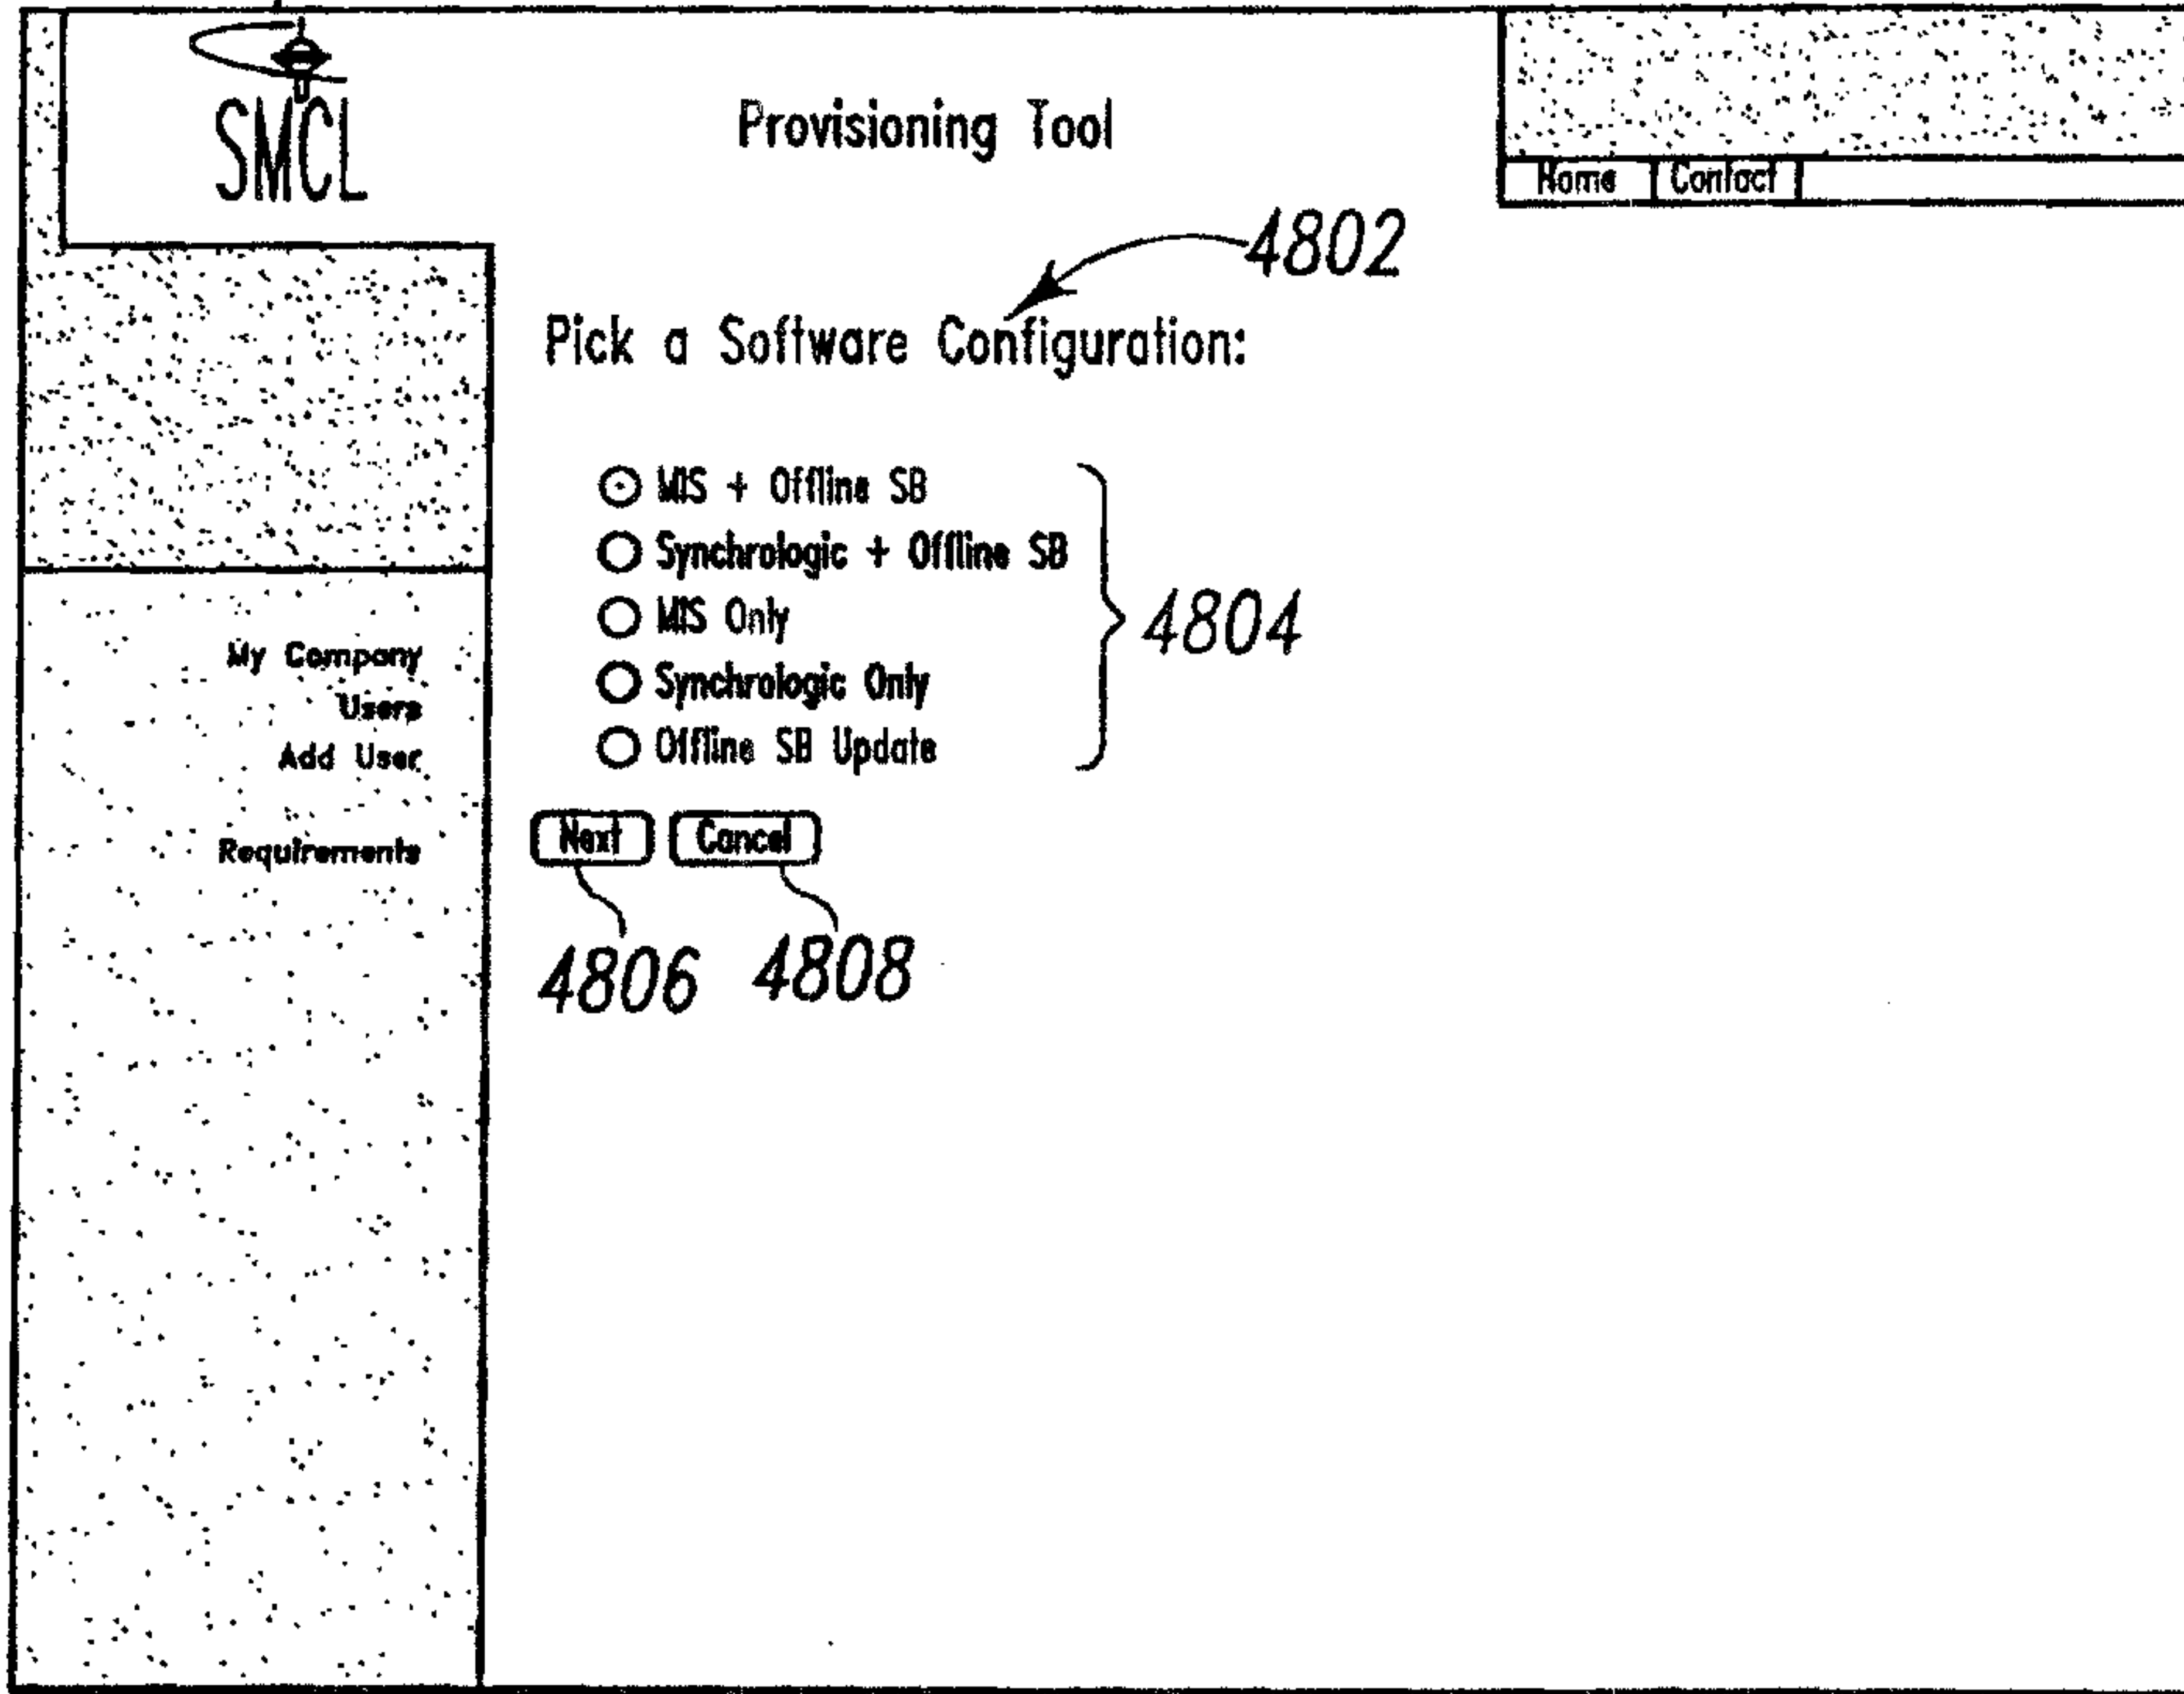 SMCL
Provisioning Tool
Home Contact
4802
Pick a Software Configuration:
MIS + Offline SB
Synchrologic + Offline SB
MIS Only
Synchrologic Only
Offline SB Update
4804
My Company
Users
Add User
Requirements
Next Cancel
4806 4808